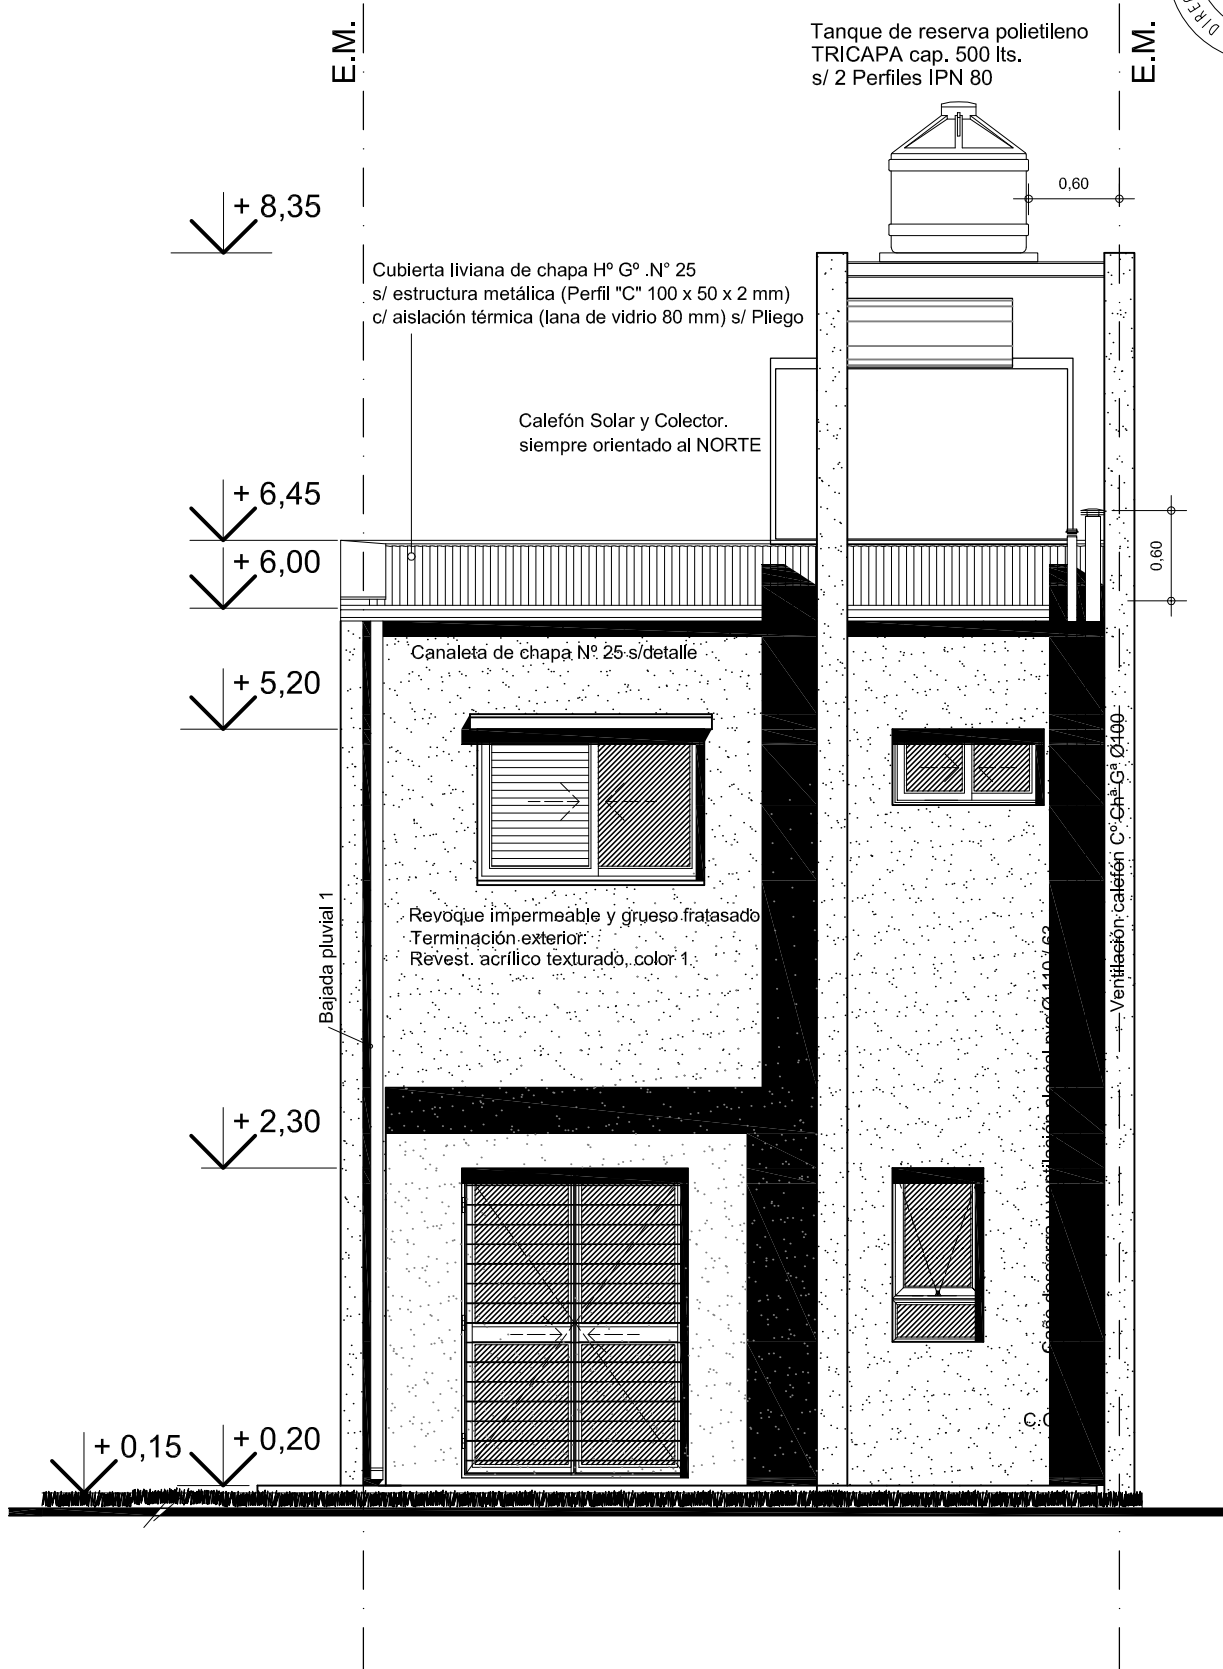 E.M.
E.M.
DIREC
Tanque de reserva polietileno
TRICAPA cap. 500 lts.
s/ 2 Perfiles IPN 80
0,60
+ 8,35
Cubierta liviana de chapa Hº Gº .N° 25
s/ estructura metálica (Perfil "C" 100 x 50 x 2 mm)
c/ aislación térmica (lana de vidrio 80 mm) s/ Pliego
Calefón Solar y Colector.
siempre orientado al NORTE
+ 6,45
+ 6,00
0,60
Canaleta de chapa Nº 25 s/detalle
+ 5,20
Revoque impermeable y grueso fratasado
Terminación exterior:
Revest. acrílico texturado, color 1.
Bajada pluvial 1
Ventilación calefón Cº Chª Gª Ø100
+ 2,30
C.C
+ 0,15
+ 0,20